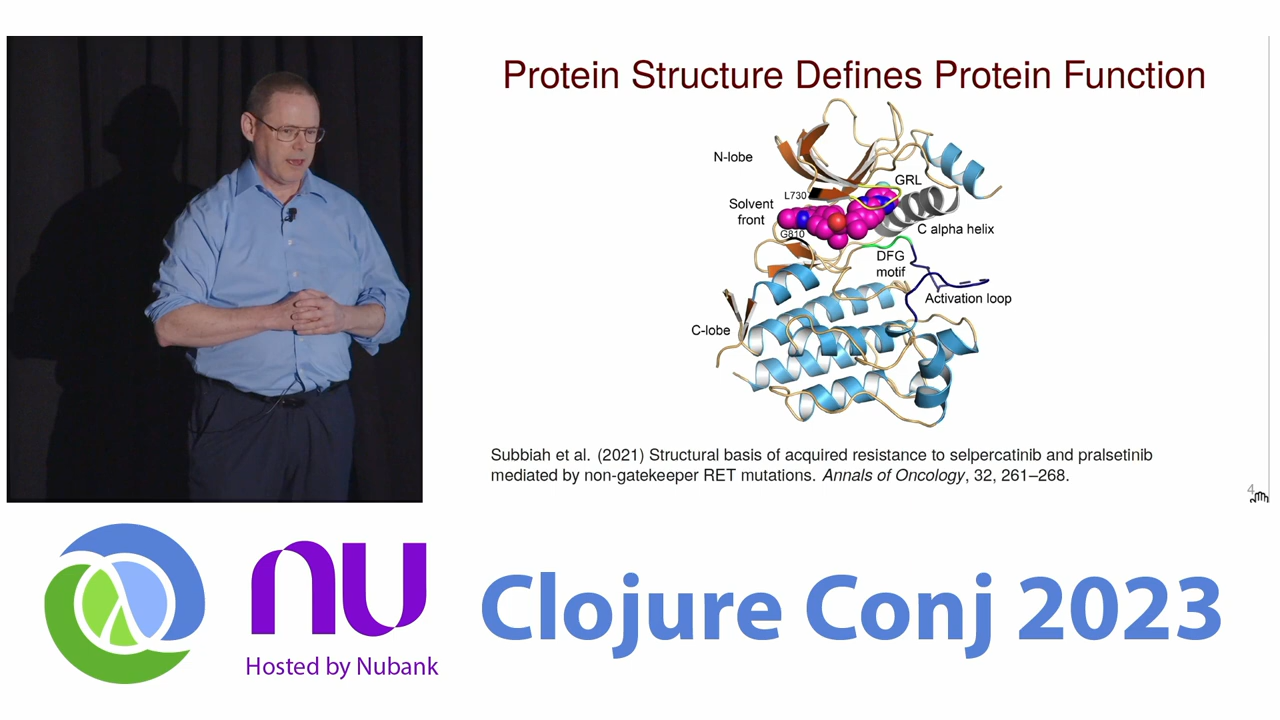 Protein Structure Defines Protein Function
N-lobe
GRL
L730
Solvent
front
G810
C alpha helix
DFG
motif
Activation loop
C-lobe
Subbiah et al. (2021) Structural basis of acquired resistance to selpercatinib and pralsetinib
mediated by non-gatekeeper RET mutations. Annals of Oncology, 32, 261–268.
4
nu
Hosted by Nubank
Clojure Conj 2023